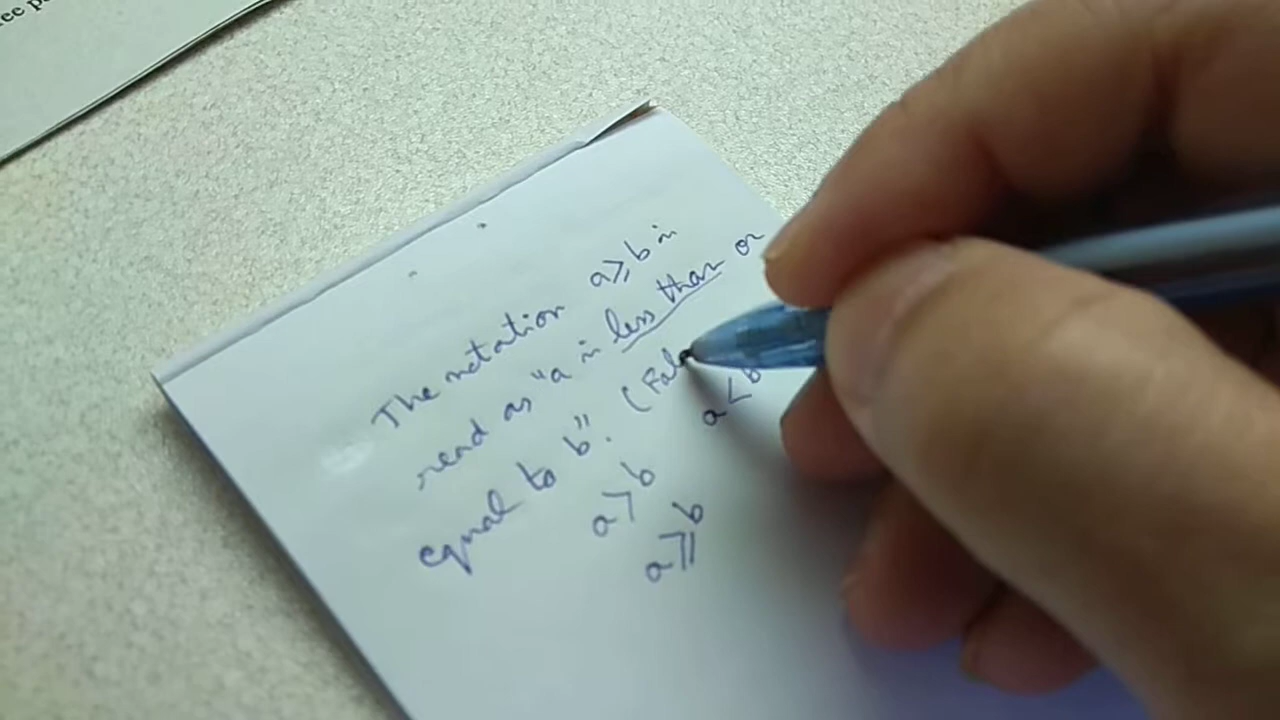 The notation a ≥ b is
read as "a is less than or
equal to b". (Fal
a < b
a > b
a ≥ b